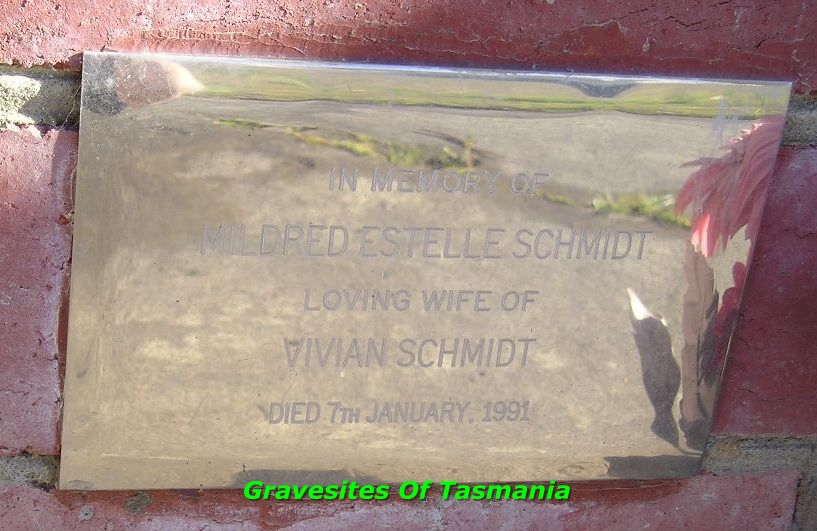 IN MEMORY OF
MILDRED ESTELLE SCHMIDT
LOVING WIFE OF
VIVIAN SCHMIDT
DIED 7TH JANUARY, 1991
Gravesites Of Tasmania